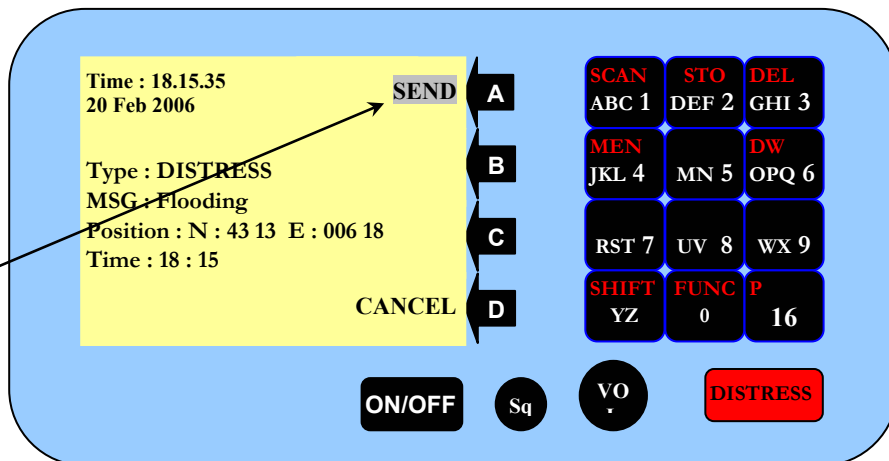 Time : 18.15.35
20 Feb 2006
SEND
Type : DISTRESS
MSG : Flooding
Position : N : 43 13 E : 006 18
Time : 18 : 15
CANCEL
A
B
C
D
SCAN STO DEL
ABC 1 DEF 2 GHI 3
MEN DW
JKL 4 MN 5 OPQ 6
RST 7 UV 8 WX 9
SHIFT FUNC P
YZ 0 16
ON/OFF Sq VO DISTRESS